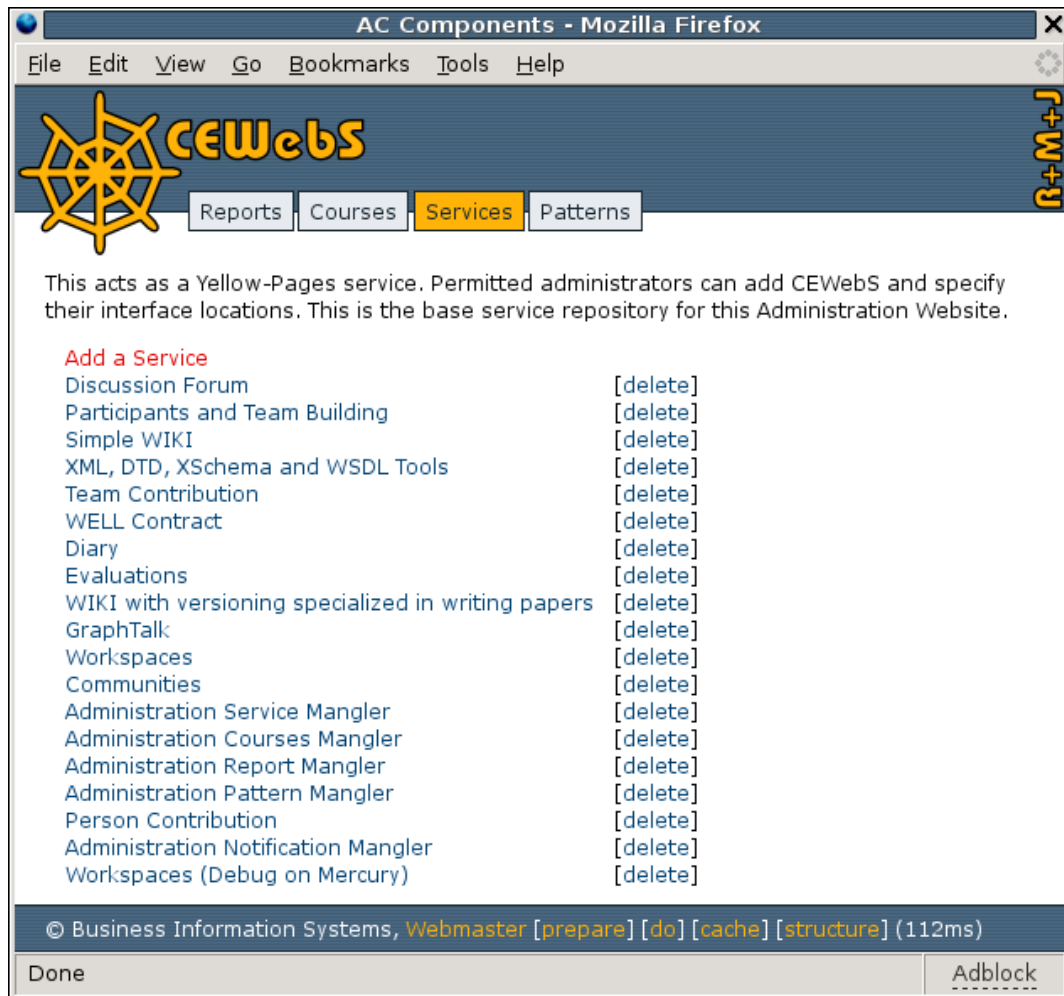 AC Components - Mozilla Firefox
File Edit View Go Bookmarks Tools Help
CEWebS
J+M+R
Reports Courses Services Patterns
This acts as a Yellow-Pages service. Permitted administrators can add CEWebS and specify
their interface locations. This is the base service repository for this Administration Website.
Add a Service
Discussion Forum [delete]
Participants and Team Building [delete]
Simple WIKI [delete]
XML, DTD, XSchema and WSDL Tools [delete]
Team Contribution [delete]
WELL Contract [delete]
Diary [delete]
Evaluations [delete]
WIKI with versioning specialized in writing papers [delete]
GraphTalk [delete]
Workspaces [delete]
Communities [delete]
Administration Service Mangler [delete]
Administration Courses Mangler [delete]
Administration Report Mangler [delete]
Administration Pattern Mangler [delete]
Person Contribution [delete]
Administration Notification Mangler [delete]
Workspaces (Debug on Mercury) [delete]
© Business Information Systems, Webmaster [prepare] [do] [cache] [structure] (112ms)
Done Adblock